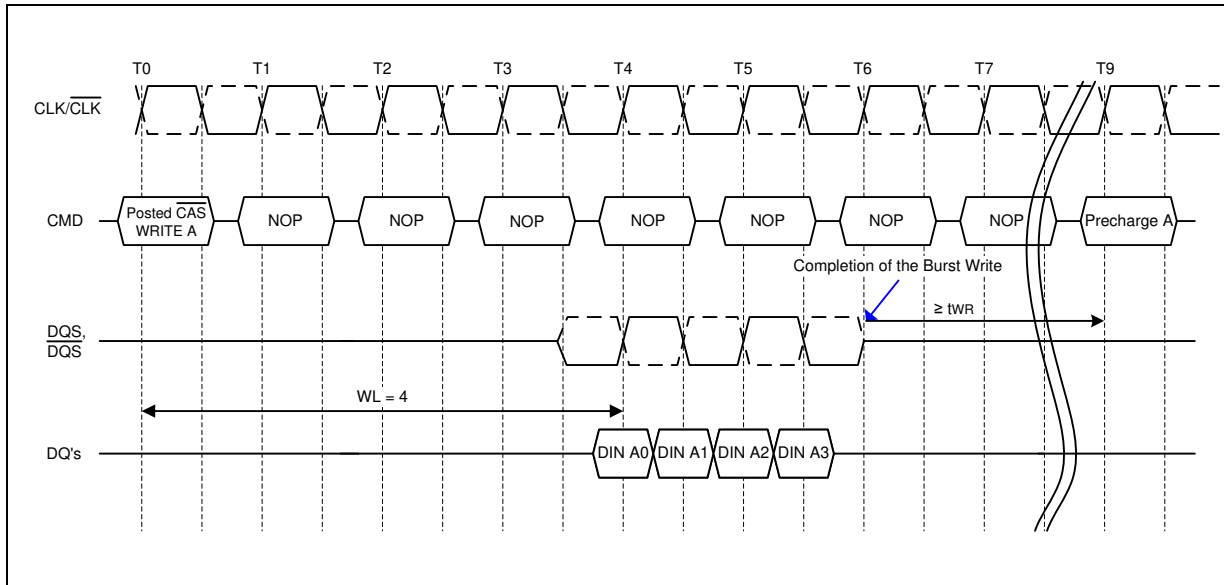 T0 T1 T2 T3 T4 T5 T6 T7 T9
CLK/CLK
CMD
Posted CAS
WRITE A
NOP NOP NOP NOP NOP NOP NOP Precharge A
Completion of the Burst Write
≥ tWR
DQS,
DQS
WL = 4
DQ's
DIN A0 DIN A1 DIN A2 DIN A3